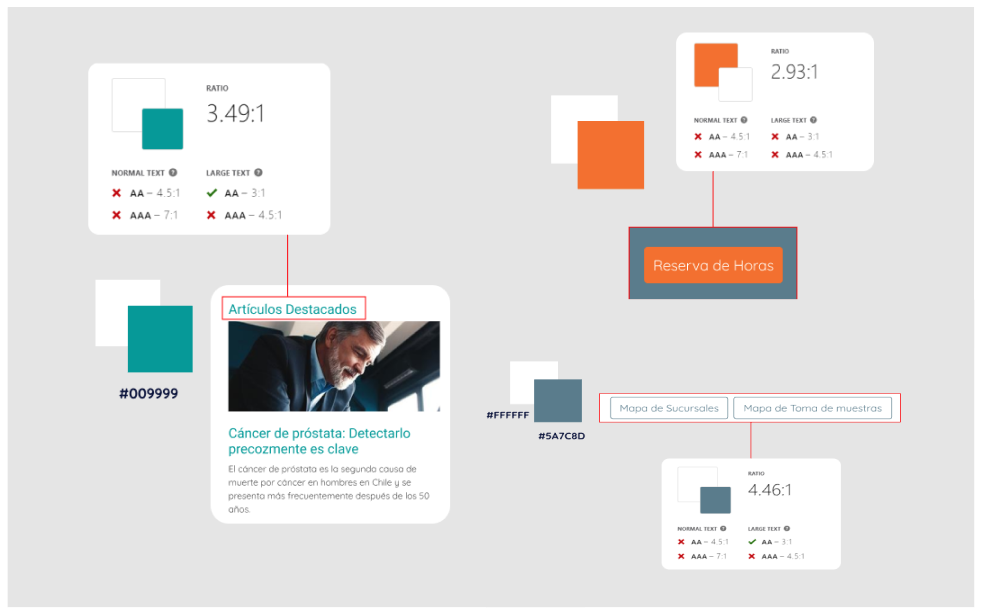 RATIO
3.49:1
NORMAL TEXT ?
LARGE TEXT ?
✘ AA – 4.5:1
✔ AA – 3:1
✘ AAA – 7:1
✘ AAA – 4.5:1
#009999
Artículos Destacados
Cáncer de próstata: Detectarlo
precozmente es clave
El cáncer de próstata es la segunda causa de
muerte por cáncer en hombres en Chile y se
presenta más frecuentemente después de los 50
años.
RATIO
2.93:1
NORMAL TEXT ?
LARGE TEXT ?
✘ AA – 4.5:1
✘ AA – 3:1
✘ AAA – 7:1
✘ AAA – 4.5:1
Reserva de Horas
#FFFFFF
#5A7C8D
Mapa de Sucursales
Mapa de Toma de muestras
RATIO
4.46:1
NORMAL TEXT ?
LARGE TEXT ?
✘ AA – 4.5:1
✔ AA – 3:1
✘ AAA – 7:1
✘ AAA – 4.5:1